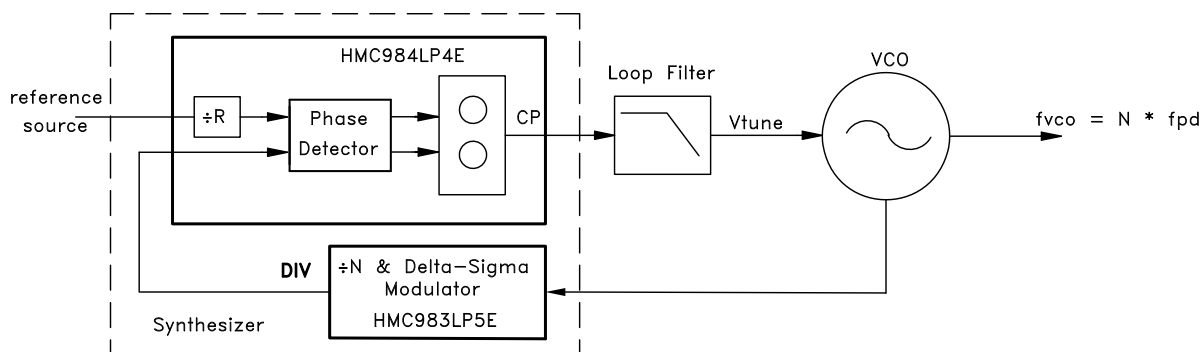 HMC984LP4E
reference
source
÷R
Phase
Detector
CP
Loop Filter
Vtune
VCO
fvco = N * fpd
DIV
÷N & Delta-Sigma
Modulator
HMC983LP5E
Synthesizer